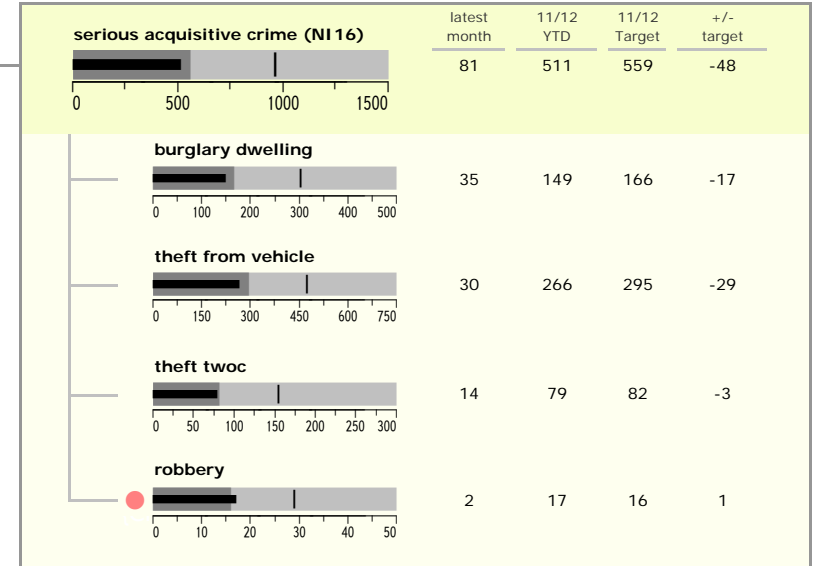 latest 11/12 11/12 +/-
serious acquisitive crime (NI16) month YTD Target target
81 511 559 -48
0 500 1000 1500
burglary dwelling
35 149 166 -17
0 100 200 300 400 500
theft from vehicle
30 266 295 -29
0 150 300 450 600 750
theft twoc
14 79 82 -3
0 50 100 150 200 250 300
robbery
2 17 16 1
0 10 20 30 40 50